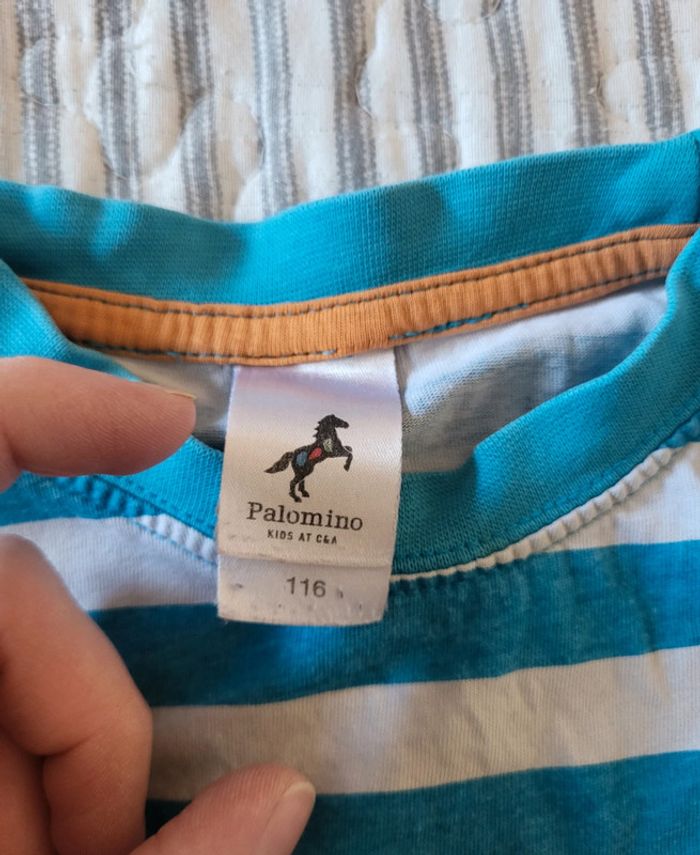 Palomino
KIDS AT C&A
116